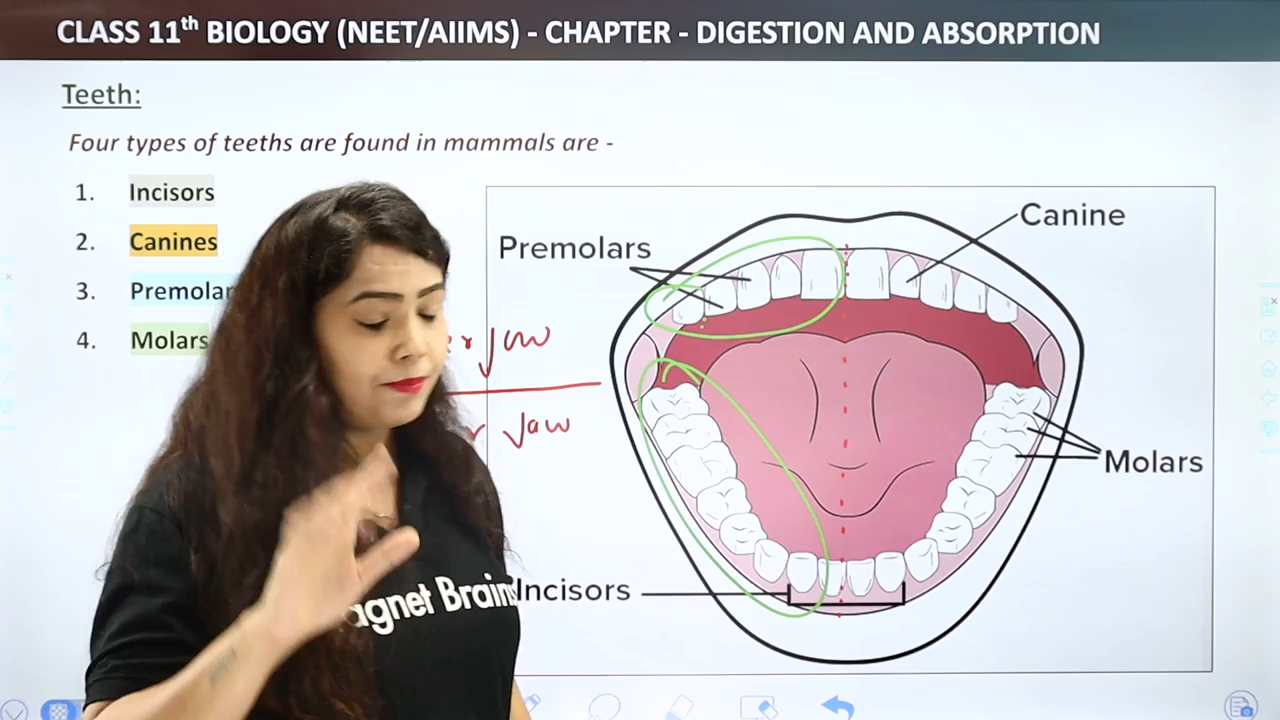 CLASS 11th BIOLOGY (NEET/AIIMS) - CHAPTER - DIGESTION AND ABSORPTION
Teeth:
Four types of teeths are found in mammals are -
1. Incisors
2. Canines
3. Premolar
4. Molars
Jaw
Jaw
Premolars
Canine
Molars
Incisors
agnet Brains